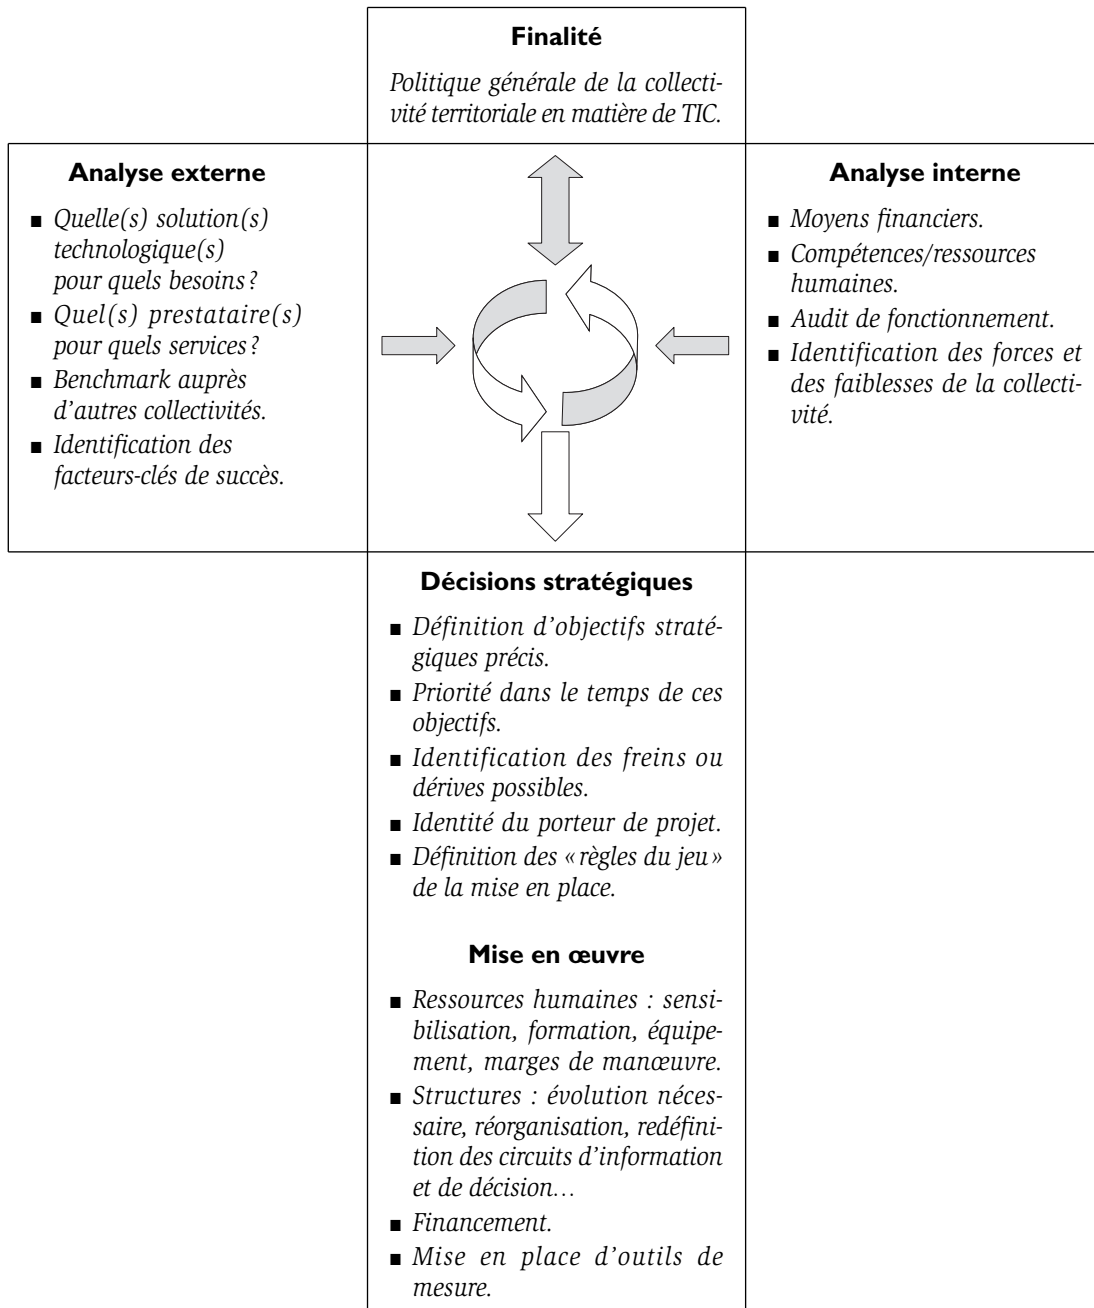 Finalité
Politique générale de la collecti-
vité territoriale en matière de TIC.
Analyse externe
■ Quelle(s) solution(s)
technologique(s)
pour quels besoins ?
■ Quel(s) prestataire(s)
pour quels services ?
■ Benchmark auprès
d’autres collectivités.
■ Identification des
facteurs-clés de succès.
Analyse interne
■ Moyens financiers.
■ Compétences/ressources
humaines.
■ Audit de fonctionnement.
■ Identification des forces et
des faiblesses de la collecti-
vité.
Décisions stratégiques
■ Définition d’objectifs straté-
giques précis.
■ Priorité dans le temps de ces
objectifs.
■ Identification des freins ou
dérives possibles.
■ Identité du porteur de projet.
■ Définition des « règles du jeu »
de la mise en place.
Mise en œuvre
■ Ressources humaines : sensi-
bilisation, formation, équipe-
ment, marges de manœuvre.
■ Structures : évolution néces-
saire, réorganisation, redéfini-
tion des circuits d’information
et de décision…
■ Financement.
■ Mise en place d’outils de
mesure.